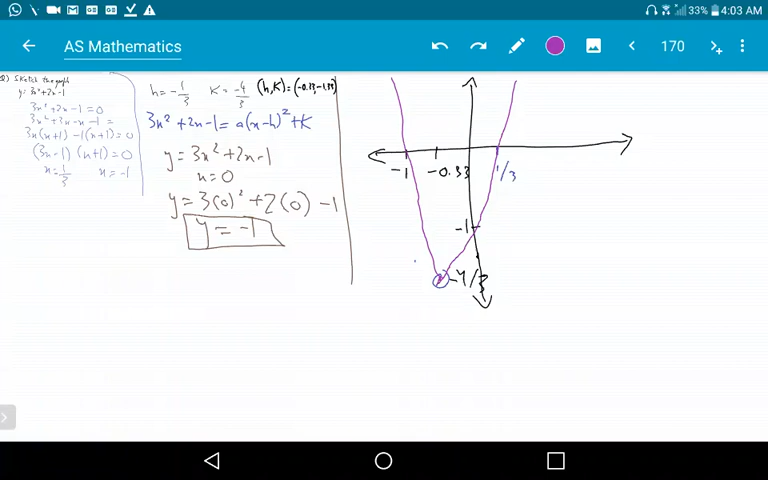 33% 4:03 AM
AS Mathematics
170
Q) Sketch the graph
y = 3x² + 2x - 1
3x² + 2x - 1 = 0
3x² + 3x - x - 1 =
3x(x+1) - 1(x+1) = 0
(3x-1) (x+1) = 0
x = 1/3 x = -1
h = -1/3 K = -4/3 (h,K) = (-0.33,-1.33)
3x² + 2x - 1 = a(x-h)² + K
y = 3x² + 2x - 1
x = 0
y = 3(0)² + 2(0) - 1
y = -1
-1 -0.33 1/3
-1
-4/3